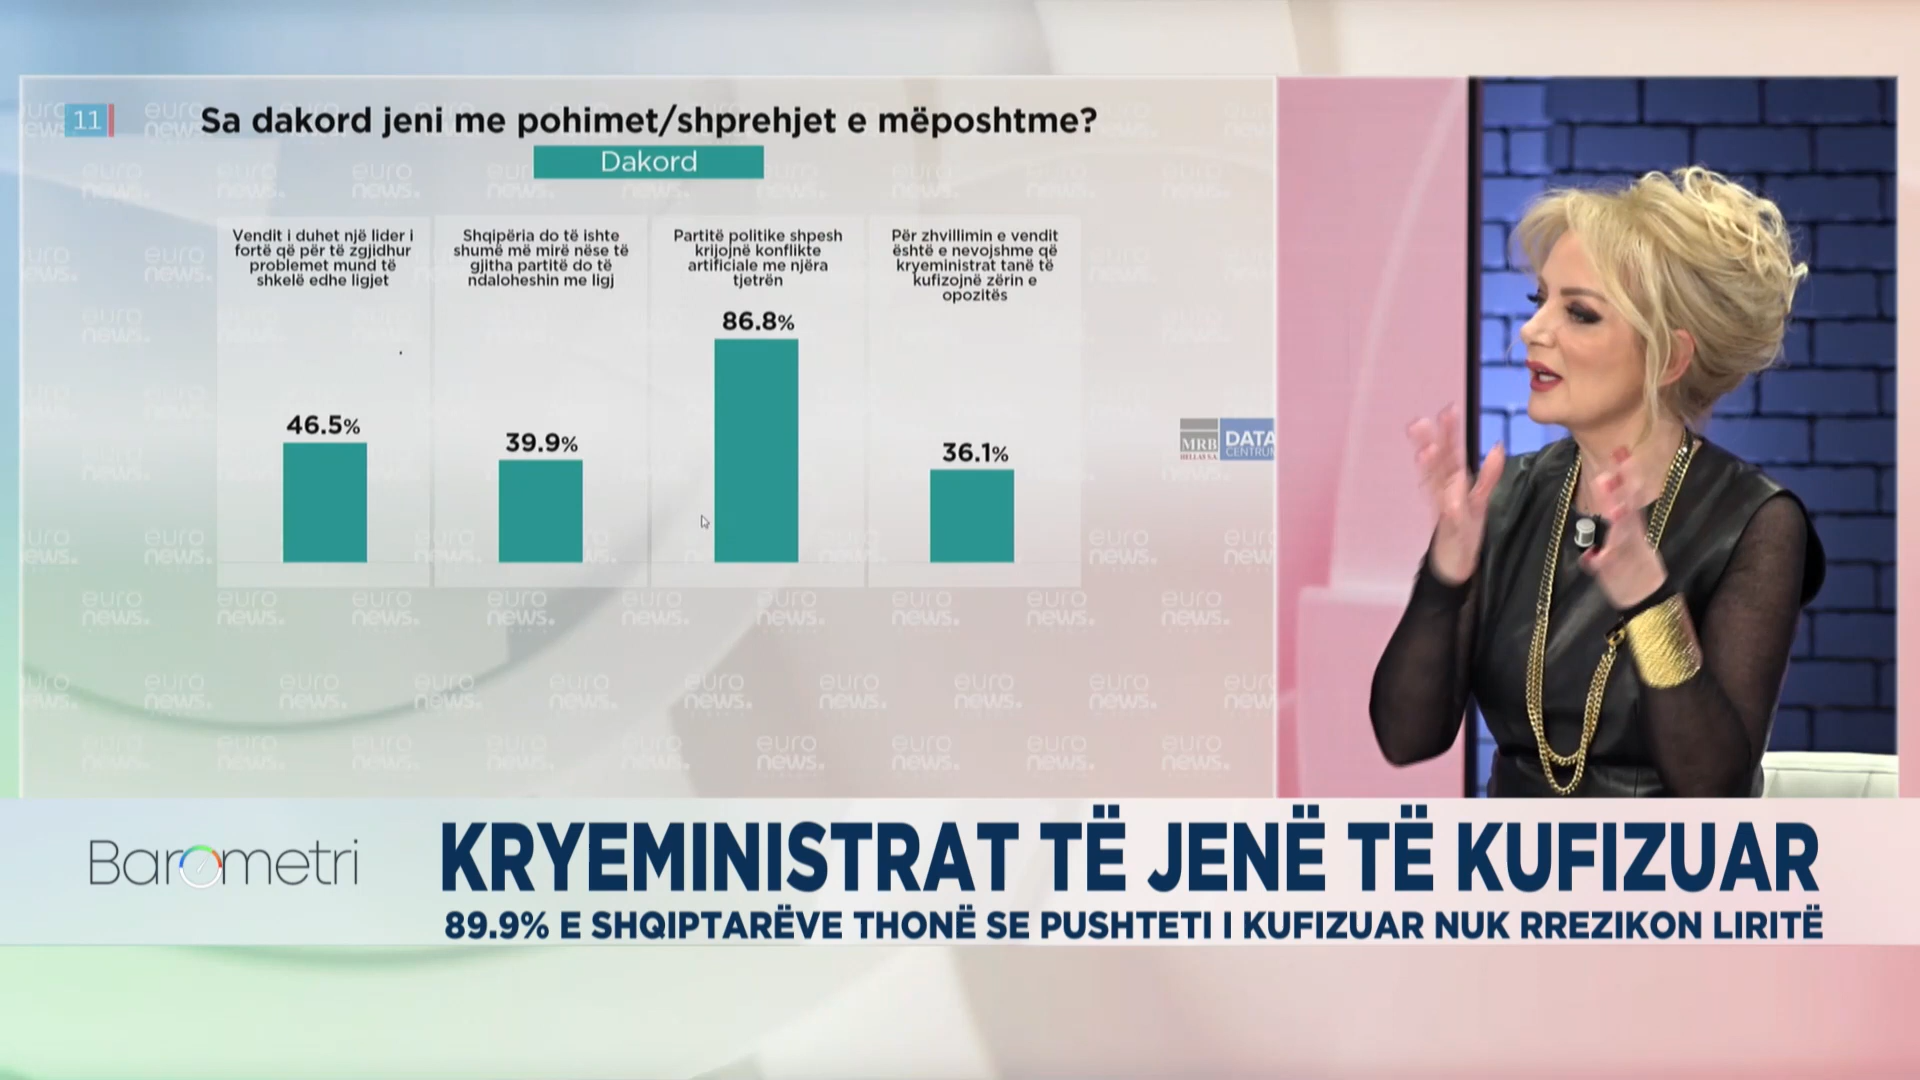 11
Sa dakord jeni me pohimet/shprehjet e mëposhtme?
Dakord
Vendit i duhet një lider i
fortë që për të zgjidhur
problemet mund të
shkelë edhe ligjet
46.5%
Shqipëria do të ishte
shumë më mirë nëse të
gjitha partitë do të
ndaloheshin me ligj
39.9%
Partitë politike shpesh
krijojnë konflikte
artificiale me njëra
tjetrën
86.8%
Për zhvillimin e vendit
është e nevojshme që
kryeministrat tanë të
kufizojnë zërin e
opozitës
36.1%
MRB
HELLAS S.A.
DATA
CENTRUM
euro
news.
Barometri
KRYEMINISTRAT TË JENË TË KUFIZUAR
89.9% E SHQIPTARËVE THONË SE PUSHTETI I KUFIZUAR NUK RREZIKON LIRITË